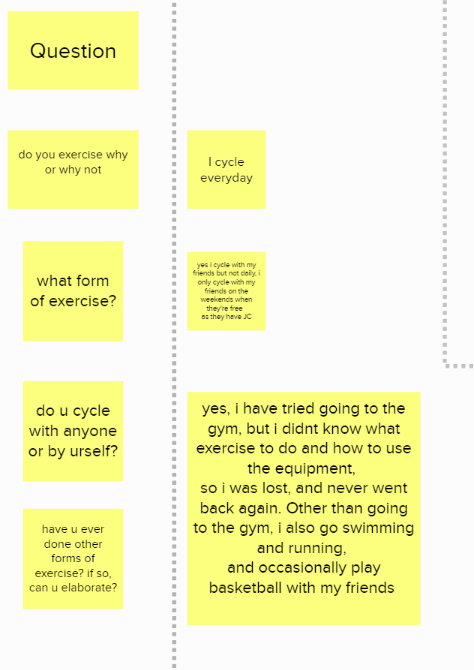 Question
do you exercise why
or why not
I cycle
everyday
what form
of exercise?
yes i cycle with my
friends but not daily, i
only cycle with my
friends on the
weekends when
they're free
as they have JC
do u cycle
with anyone
or by urself?
yes, i have tried going to the
gym, but i didnt know what
exercise to do and how to use
the equipment,
so i was lost, and never went
back again. Other than going
to the gym, i also go swimming
and running,
and occasionally play
basketball with my friends
have u ever
done other
forms of
exercise? if so,
can u elaborate?